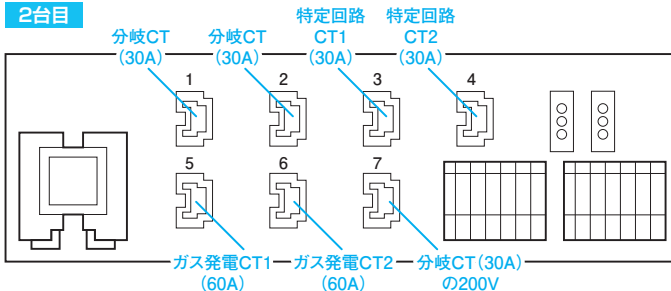 2台目
分岐CT
(30A)
分岐CT
(30A)
特定回路
CT1
(30A)
特定回路
CT2
(30A)
1
2
3
4
5
6
7
ガス発電CT1
(60A)
ガス発電CT2
(60A)
分岐CT(30A)
の200V